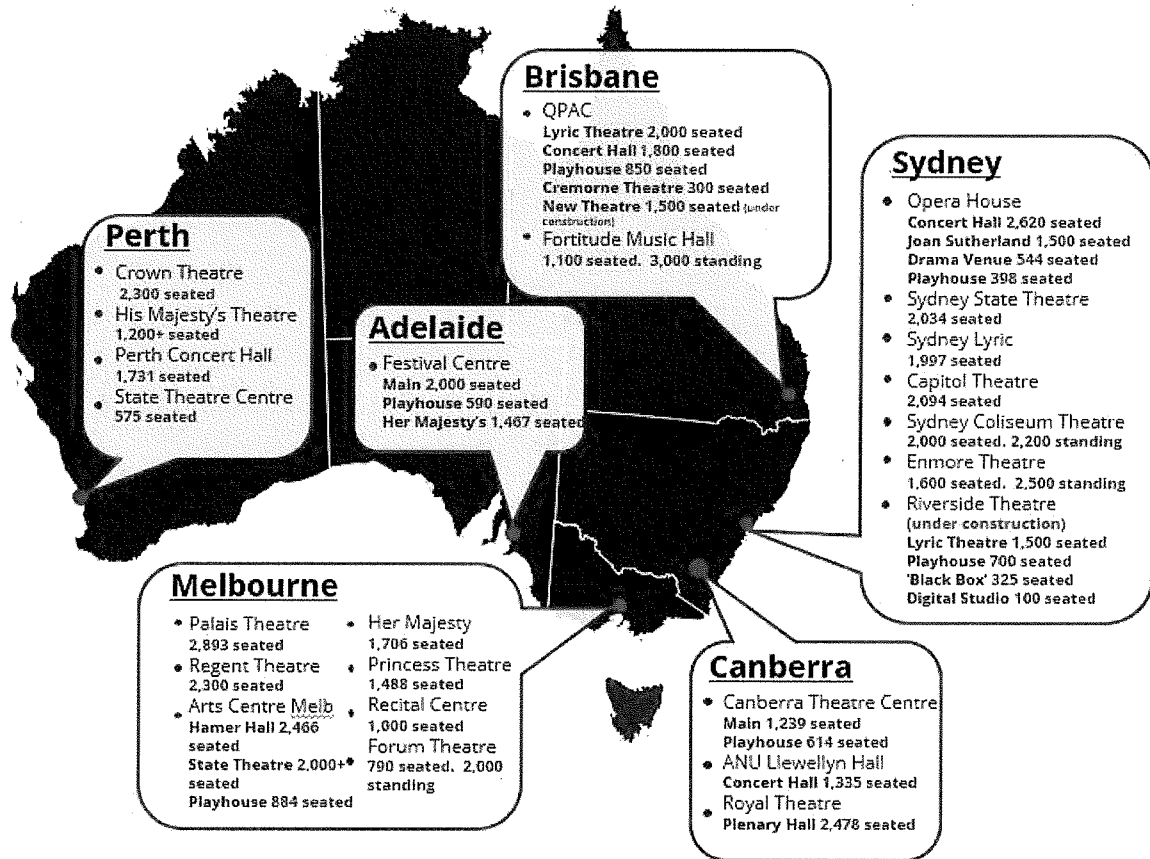 Brisbane
QPAC
Lyric Theatre 2,000 seated
Concert Hall 1,800 seated
Playhouse 850 seated
Cremorne Theatre 300 seated
New Theatre 1,500 seated (under
construction)
Fortitude Music Hall
1,100 seated. 3,000 standing
Sydney
Opera House
Concert Hall 2,620 seated
Joan Sutherland 1,500 seated
Drama Venue 544 seated
Playhouse 398 seated
Sydney State Theatre
2,034 seated
Sydney Lyric
1,997 seated
Capitol Theatre
2,094 seated
Sydney Coliseum Theatre
2,000 seated. 2,200 standing
Enmore Theatre
1,600 seated. 2,500 standing
Riverside Theatre
(under construction)
Lyric Theatre 1,500 seated
Playhouse 700 seated
'Black Box' 325 seated
Digital Studio 100 seated
Perth
Crown Theatre
2,300 seated
His Majesty's Theatre
1,200+ seated
Perth Concert Hall
1,731 seated
State Theatre Centre
575 seated
Adelaide
Festival Centre
Main 2,000 seated
Playhouse 590 seated
Her Majesty's 1,467 seated
Melbourne
Palais Theatre
2,893 seated
Regent Theatre
2,300 seated
Arts Centre Melb
Hamer Hall 2,466
seated
State Theatre 2,000+
seated
Playhouse 884 seated
Her Majesty
1,706 seated
Princess Theatre
1,488 seated
Recital Centre
1,000 seated
Forum Theatre
790 seated. 2,000
standing
Canberra
Canberra Theatre Centre
Main 1,239 seated
Playhouse 614 seated
ANU Llewellyn Hall
Concert Hall 1,335 seated
Royal Theatre
Plenary Hall 2,478 seated